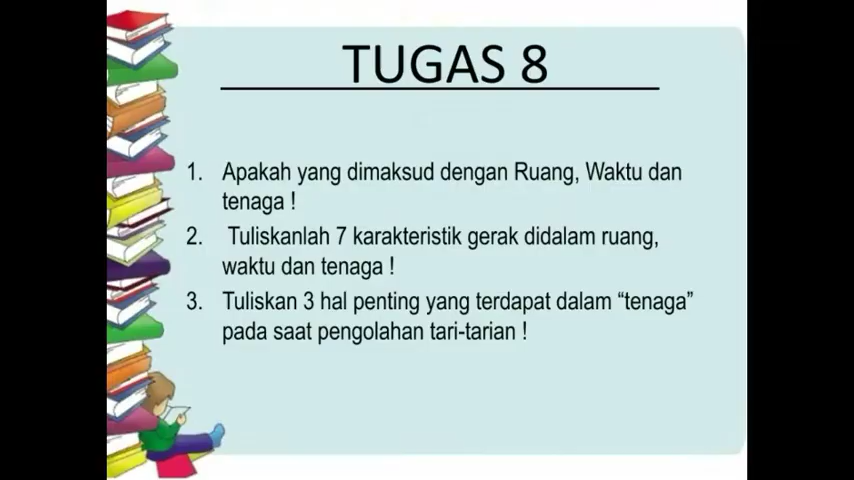 TUGAS 8
1. Apakah yang dimaksud dengan Ruang, Waktu dan
tenaga !
2. Tuliskanlah 7 karakteristik gerak didalam ruang,
waktu dan tenaga !
3. Tuliskan 3 hal penting yang terdapat dalam “tenaga”
pada saat pengolahan tari-tarian !